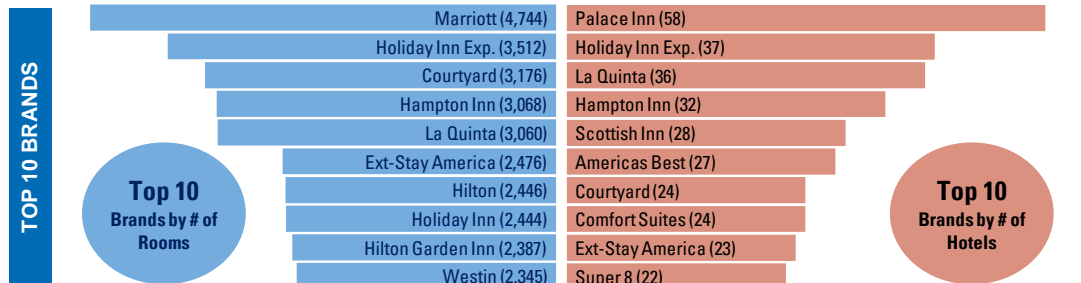 TOP 10 BRANDS
Marriott (4,744)
Holiday Inn Exp. (3,512)
Courtyard (3,176)
Hampton Inn (3,068)
La Quinta (3,060)
Ext-Stay America (2,476)
Hilton (2,446)
Holiday Inn (2,444)
Hilton Garden Inn (2,387)
Westin (2,345)
Top 10
Brands by # of
Rooms
Palace Inn (58)
Holiday Inn Exp. (37)
La Quinta (36)
Hampton Inn (32)
Scottish Inn (28)
Americas Best (27)
Courtyard (24)
Comfort Suites (24)
Ext-Stay America (23)
Super 8 (22)
Top 10
Brands by # of
Hotels